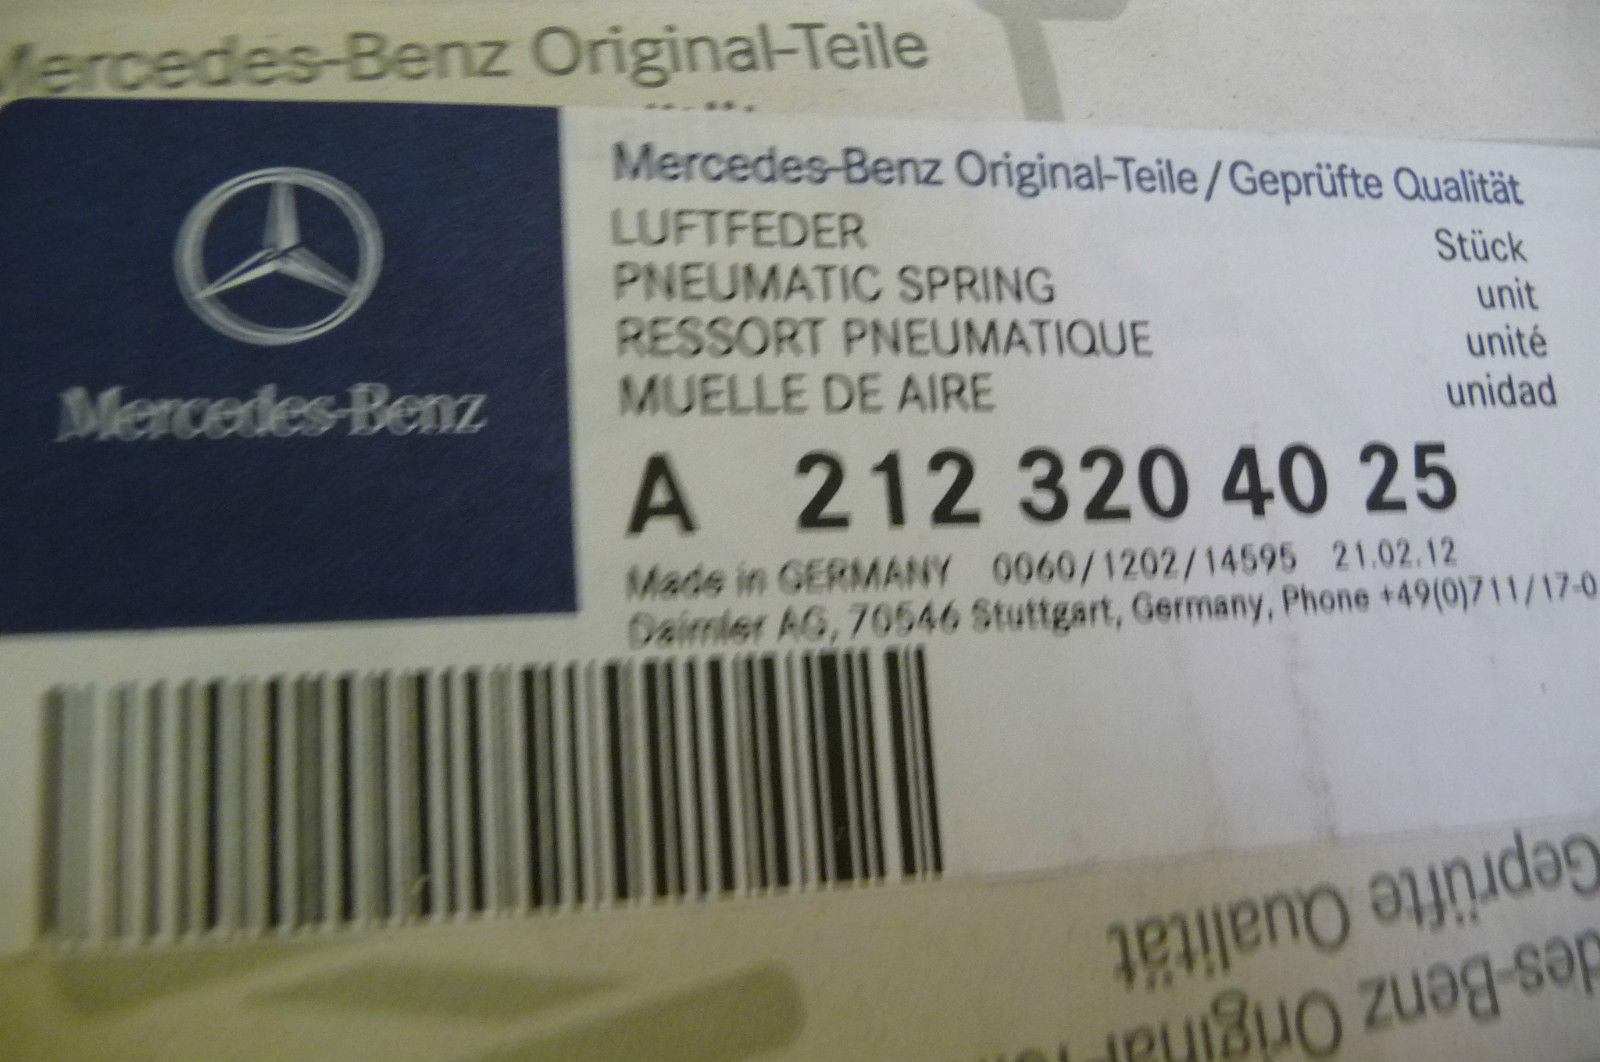 Mercedes-Benz Original-Teile
Mercedes-Benz
Mercedes-Benz Original-Teile / Geprüfte Qualität
LUFTFEDER Stück
PNEUMATIC SPRING unit
RESSORT PNEUMATIQUE unité
MUELLE DE AIRE unidad
A 212 320 40 25
Made in GERMANY 0060/1202/14595 21.02.12
Daimler AG, 70546 Stuttgart, Germany, Phone +49(0)711/17-0
Geprüfte Qualität
des-Benz Original-Te